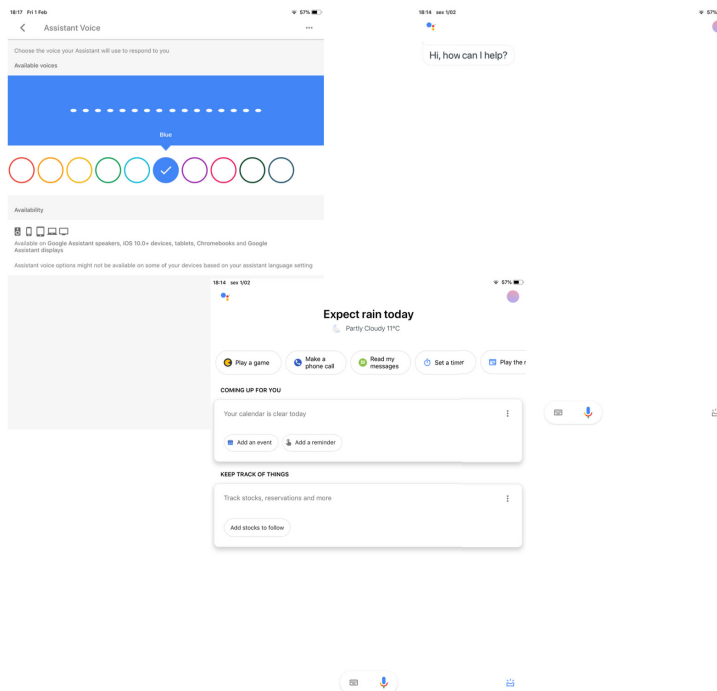 18:17 Fri 1 Feb
57%
Assistant Voice
Choose the voice your Assistant will use to respond to you
Available voices
Blue
Availability
Available on Google Assistant speakers, iOS 10.0+ devices, tablets, Chromebooks and Google
Assistant displays
Assistant voice options might not be available on some of your devices based on your assistant language setting
18:14 sex 1/02
57%
Hi, how can I help?
18:14 sex 1/02
57%
Expect rain today
Partly Cloudy 11°C
Play a game
Make a
phone call
Read my
messages
Set a timer
Play the
COMING UP FOR YOU
Your calendar is clear today
Add an event
Add a reminder
KEEP TRACK OF THINGS
Track stocks, reservations and more
Add stocks to follow